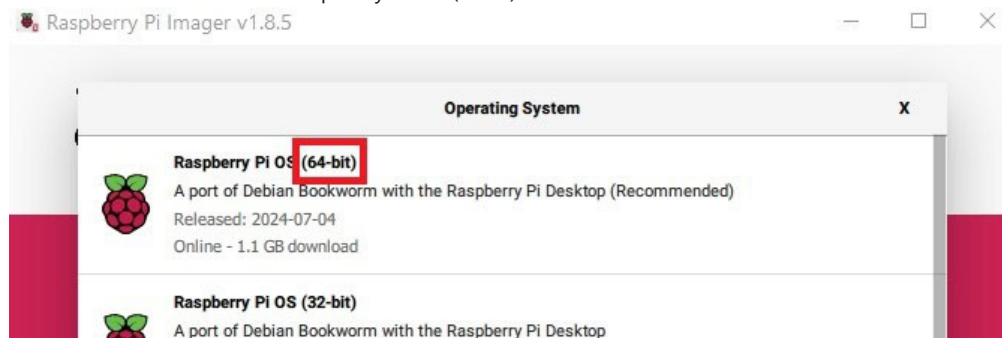 Raspberry Pi Imager v1.8.5
Operating System
X
Raspberry Pi OS (64-bit)
A port of Debian Bookworm with the Raspberry Pi Desktop (Recommended)
Released: 2024-07-04
Online - 1.1 GB download
Raspberry Pi OS (32-bit)
A port of Debian Bookworm with the Raspberry Pi Desktop